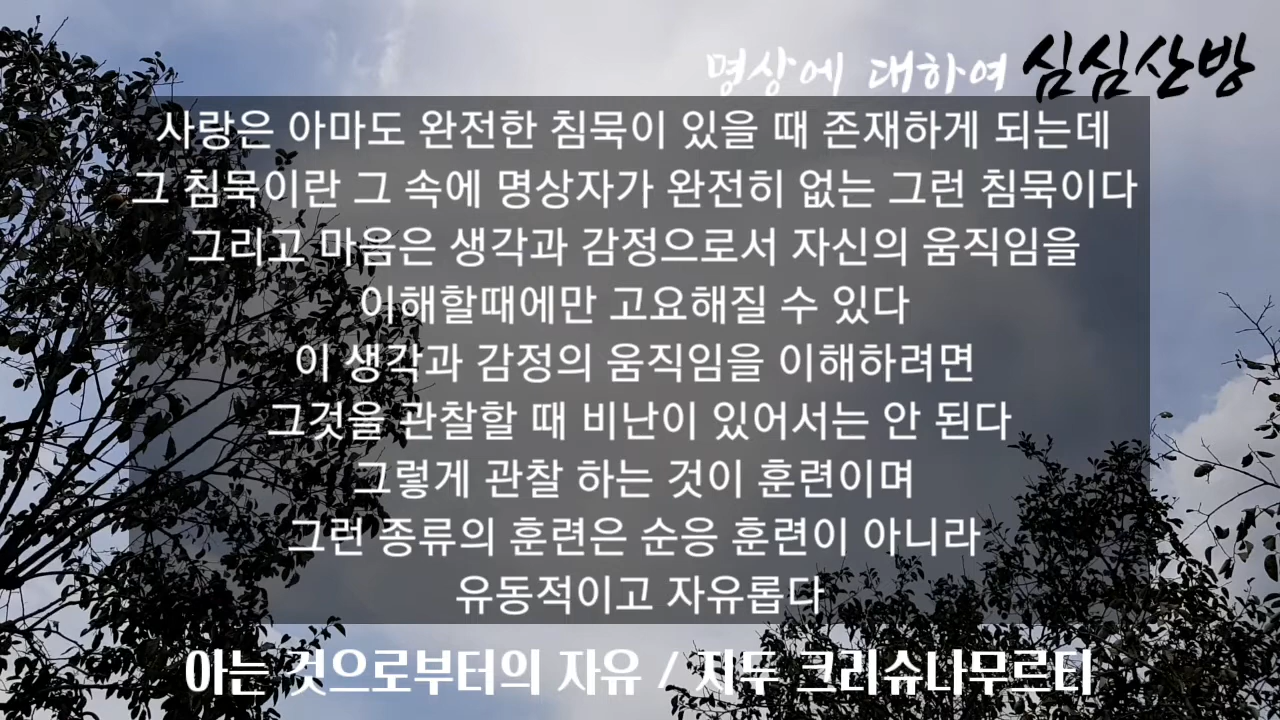 명상에 대하여 심심산방
사랑은 아마도 완전한 침묵이 있을 때 존재하게 되는데
그 침묵이란 그 속에 명상자가 완전히 없는 그런 침묵이다
그리고 마음은 생각과 감정으로서 자신의 움직임을
이해할때에만 고요해질 수 있다
이 생각과 감정의 움직임을 이해하려면
그것을 관찰할 때 비난이 있어서는 안 된다
그렇게 관찰 하는 것이 훈련이며
그런 종류의 훈련은 순응 훈련이 아니라
유동적이고 자유롭다
아는 것으로부터의 자유 / 지두 크리슈나무르티